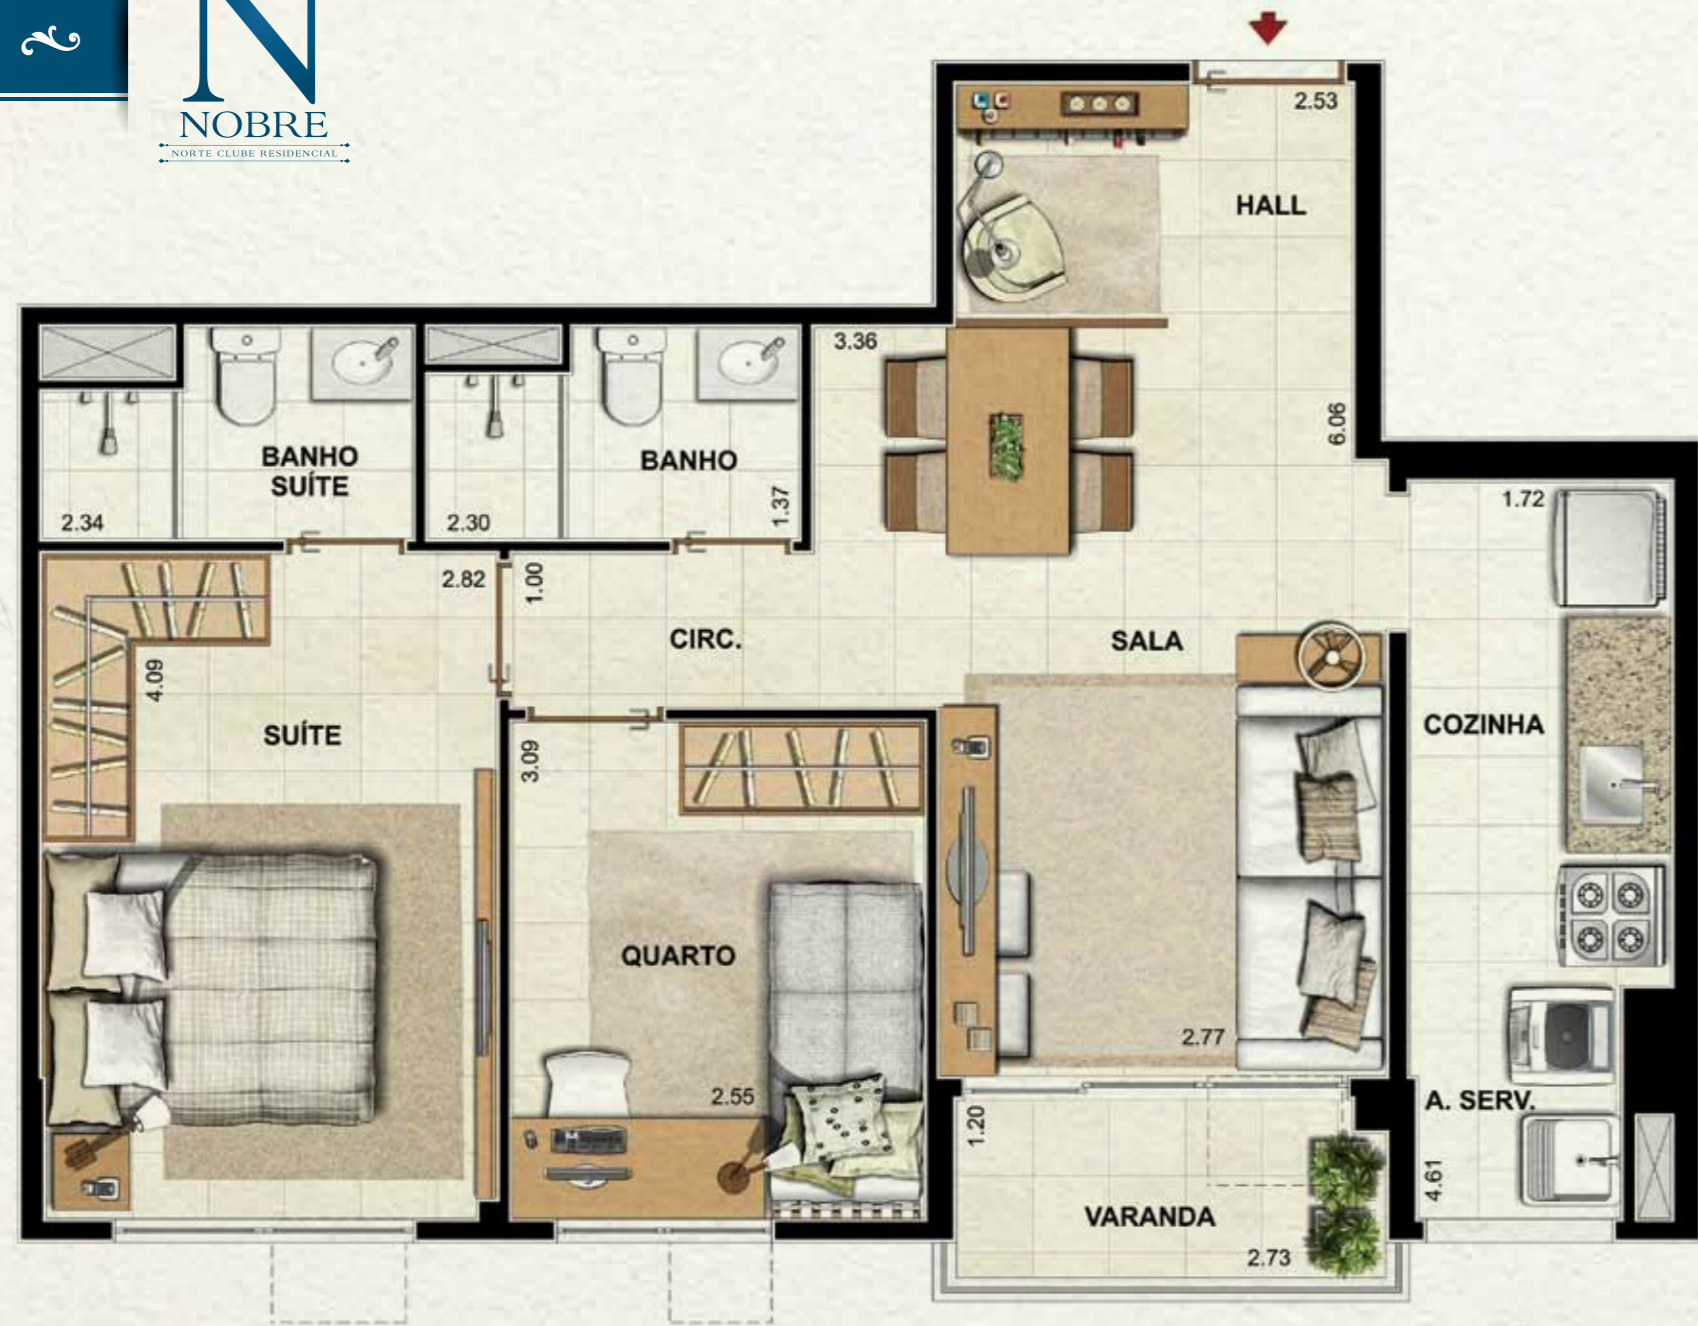 N
NOBRE
NORTE CLUBE RESIDENCIAL
2.53
HALL
3.36
6.06
BANHO
SUÍTE
2.34
BANHO
2.30
1.37
1.72
2.82
1.00
CIRC.
SALA
4.09
SUÍTE
3.09
COZINHA
QUARTO
2.55
2.77
A. SERV.
4.61
1.20
VARANDA
2.73